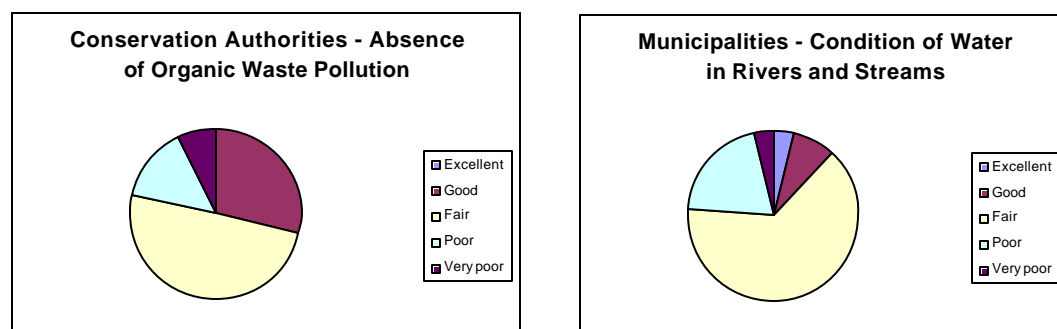 Conservation Authorities - Absence
of Organic Waste Pollution
Excellent
Good
Fair
Poor
Very poor
Municipalities - Condition of Water
in Rivers and Streams
Excellent
Good
Fair
Poor
Very poor